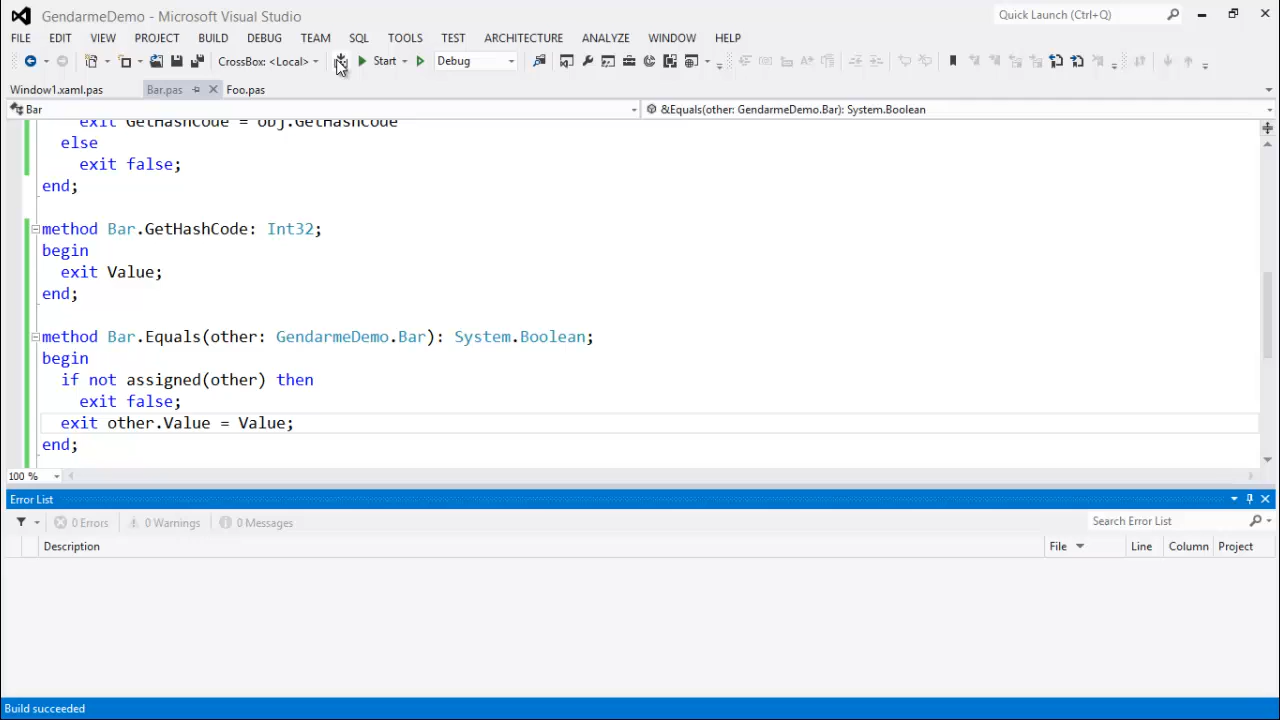 GendarmeDemo - Microsoft Visual Studio
Quick Launch (Ctrl+Q)
FILE EDIT VIEW PROJECT BUILD DEBUG TEAM SQL TOOLS TEST ARCHITECTURE ANALYZE WINDOW HELP
CrossBox: <Local> Start Debug
Window1.xaml.pas Bar.pas Foo.pas
Bar &Equals(other: GendarmeDemo.Bar): System.Boolean
exit GetHashCode = obj.GetHashCode
else
exit false;
end;
method Bar.GetHashCode: Int32;
begin
exit Value;
end;
method Bar.Equals(other: GendarmeDemo.Bar): System.Boolean;
begin
if not assigned(other) then
exit false;
exit other.Value = Value;
end;
100 %
Error List
0 Errors 0 Warnings 0 Messages Search Error List
Description File Line Column Project
Build succeeded